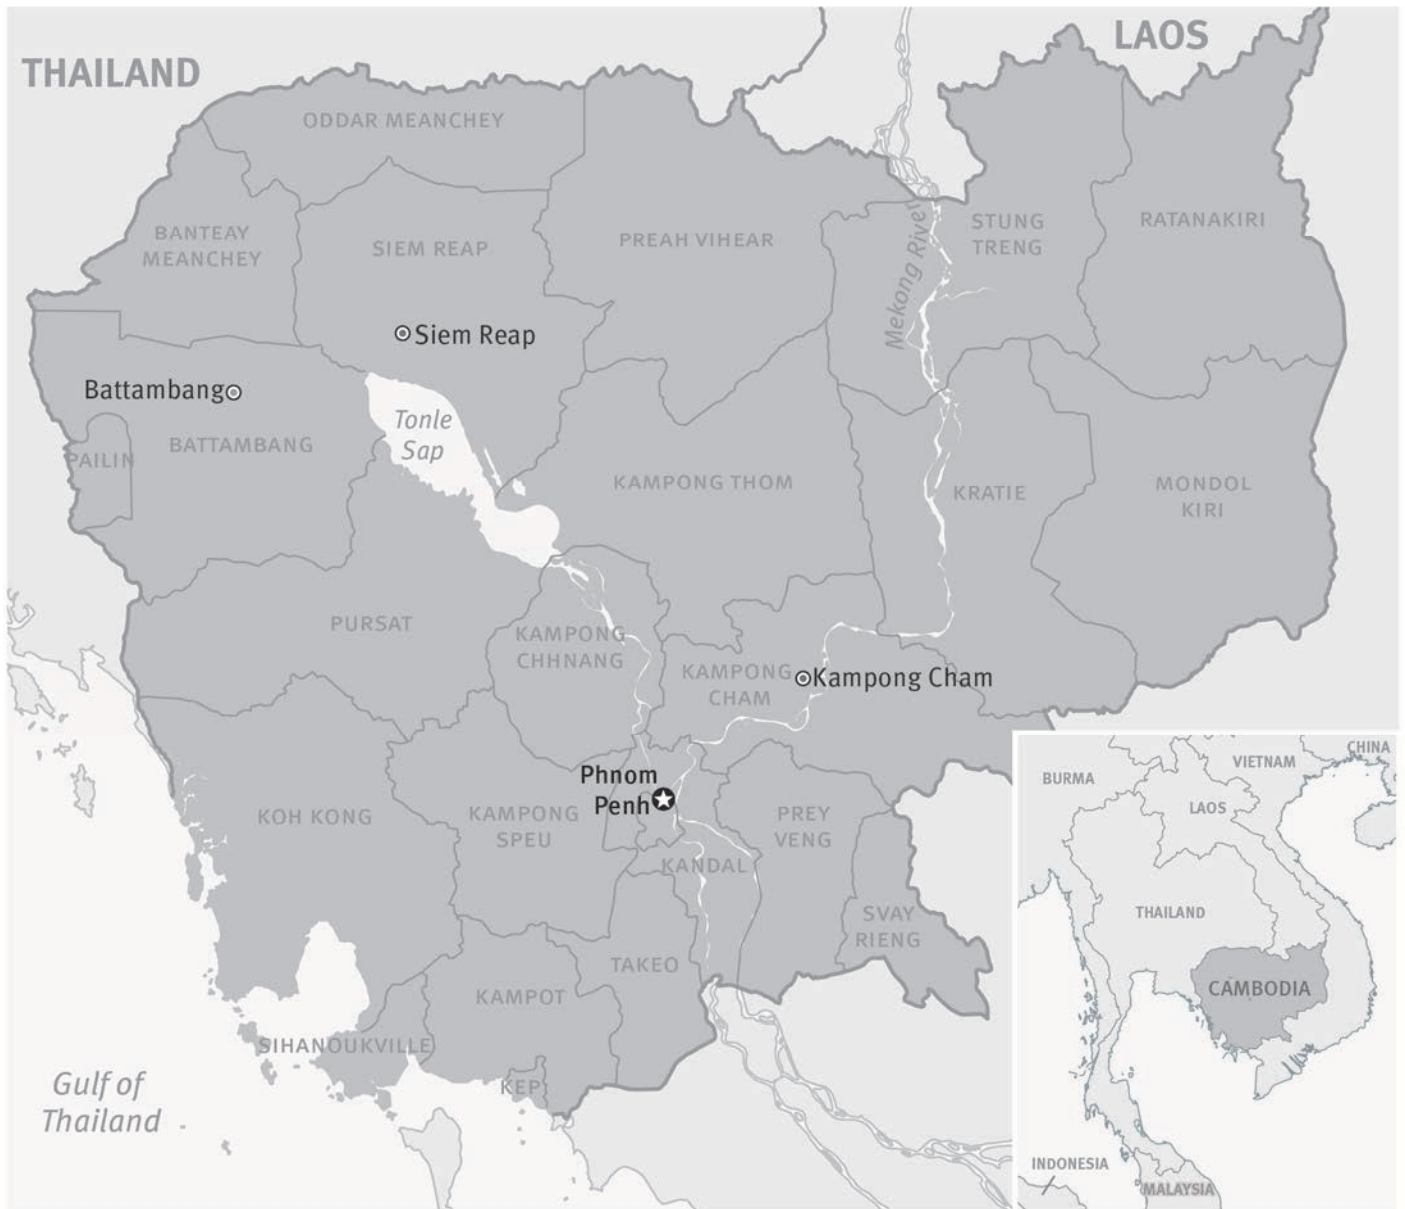 THAILAND
LAOS
ODDAR MEANCHEY
BANTEAY
MEANCHEY
SIEM REAP
PREAH VIHEAR
STUNG
TRENG
RATANAKIRI
Mekong River
Siem Reap
Battambang
Tonle
Sap
PAILIN
BATTAMBANG
KAMPONG THOM
KRATIE
MONDOL
KIRI
PURSAT
KAMPONG
CHHNANG
KAMPONG
CHAM
Kampong Cham
Phnom
Penh
KOH KONG
KAMPONG
SPEU
PREY
VENG
KANDAL
SVAY
RIENG
TAKEO
KAMPOT
SIHANOUKVILLE
KEP
Gulf of
Thailand
CHINA
VIETNAM
BURMA
LAOS
THAILAND
CAMBODIA
INDONESIA
MALAYSIA